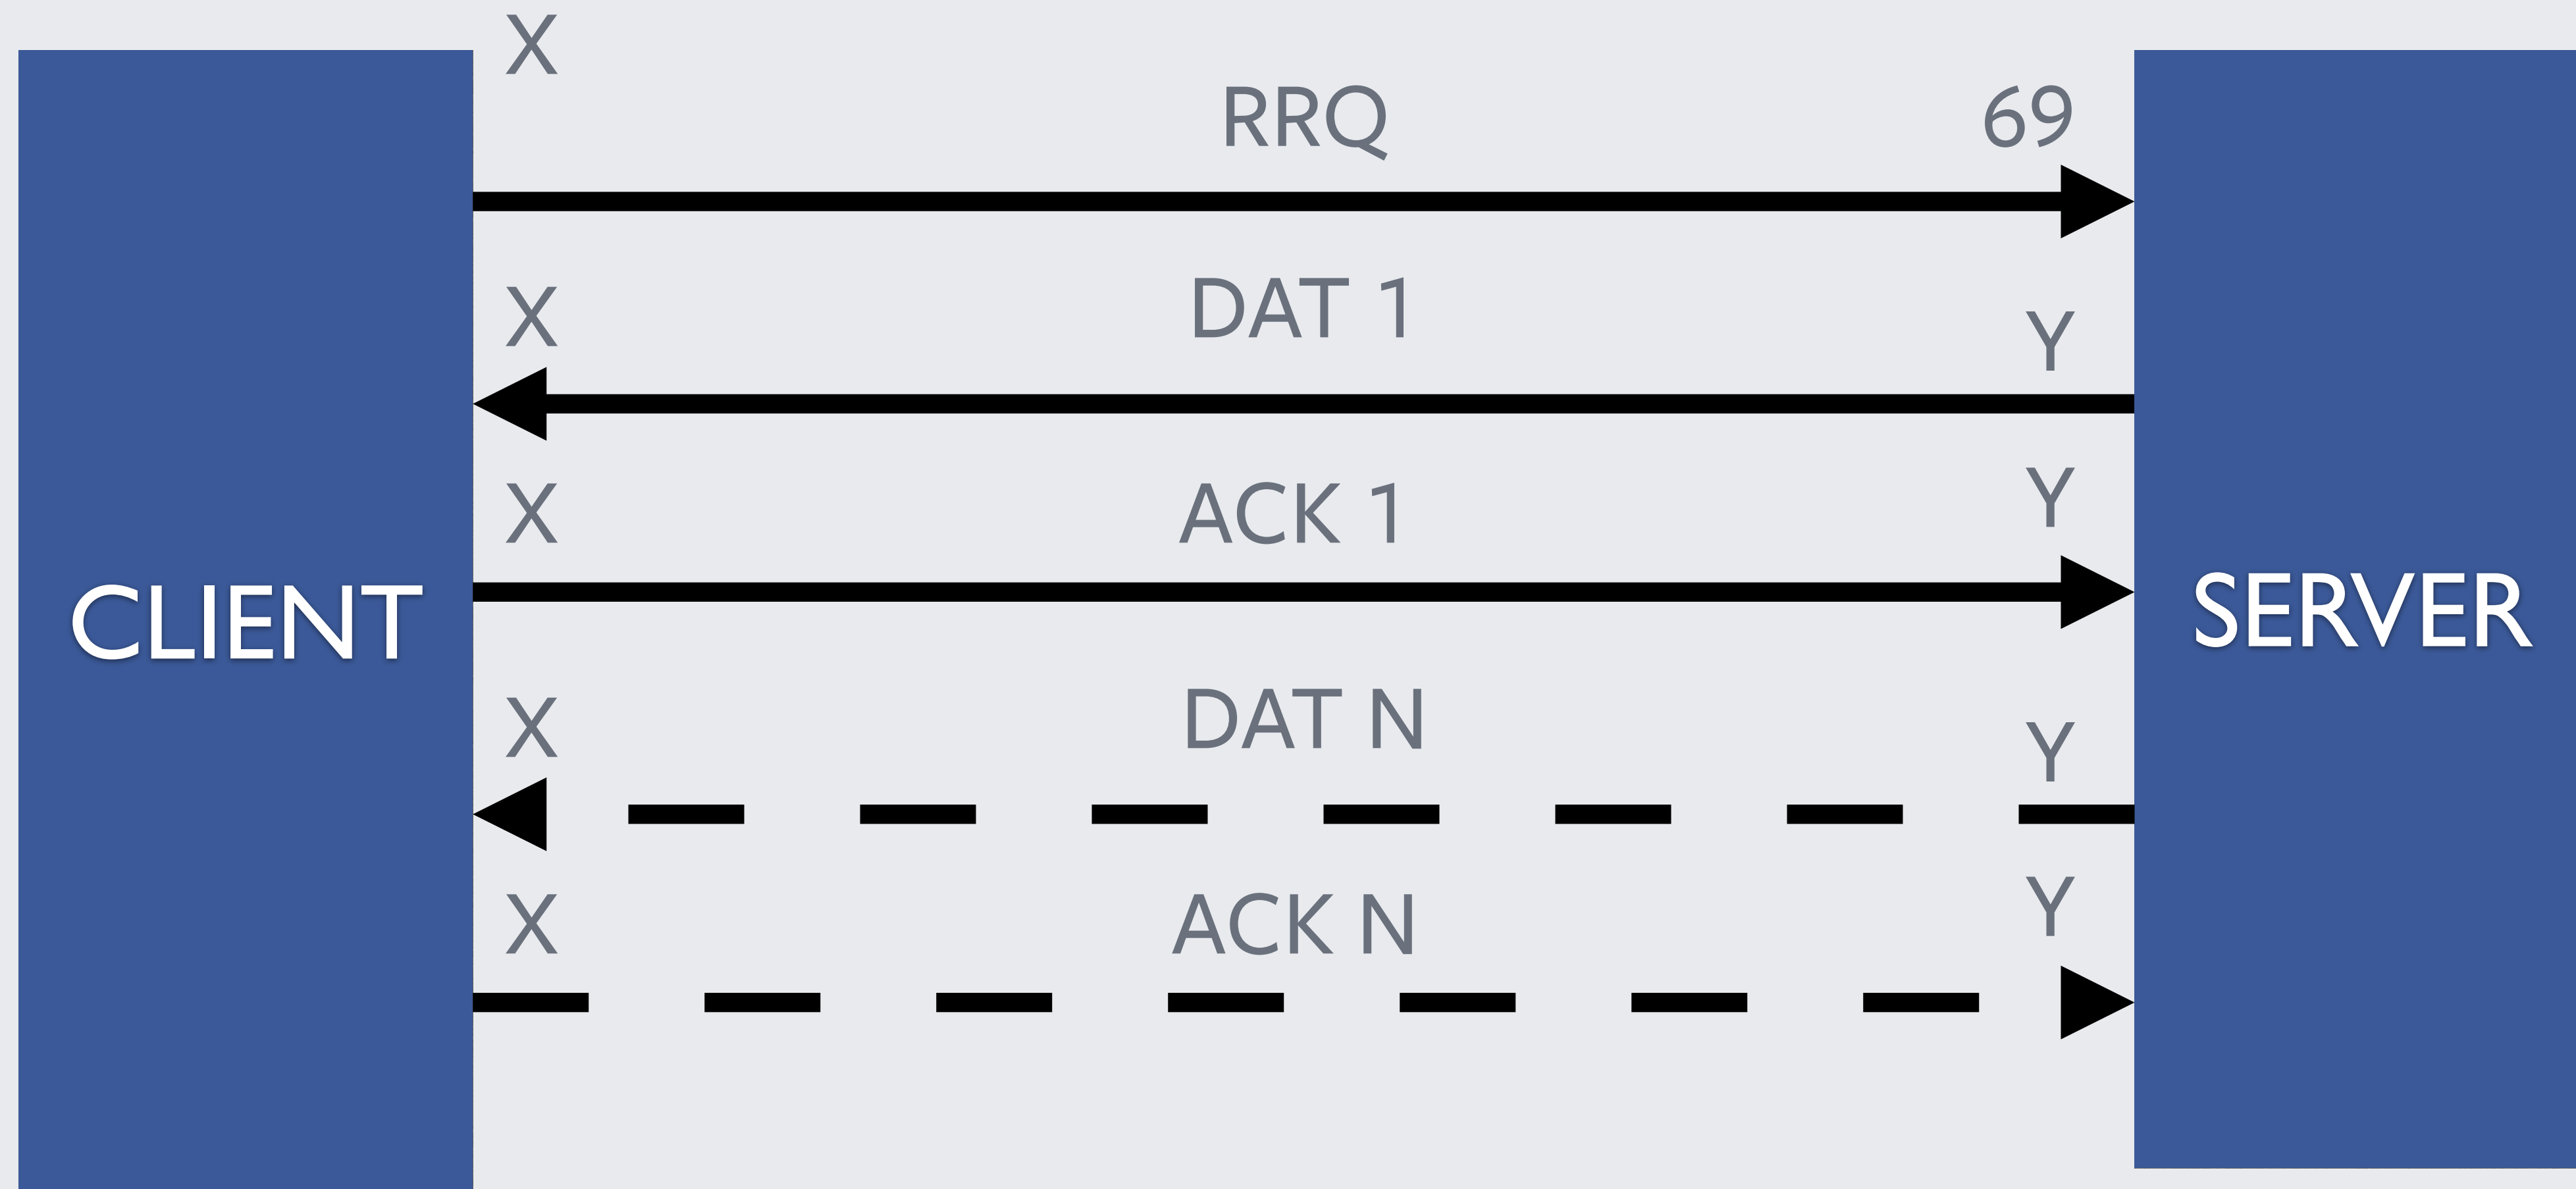 X
RRQ
69
X
DAT 1
Y
X
ACK 1
Y
CLIENT
SERVER
X
DAT N
Y
X
ACK N
Y